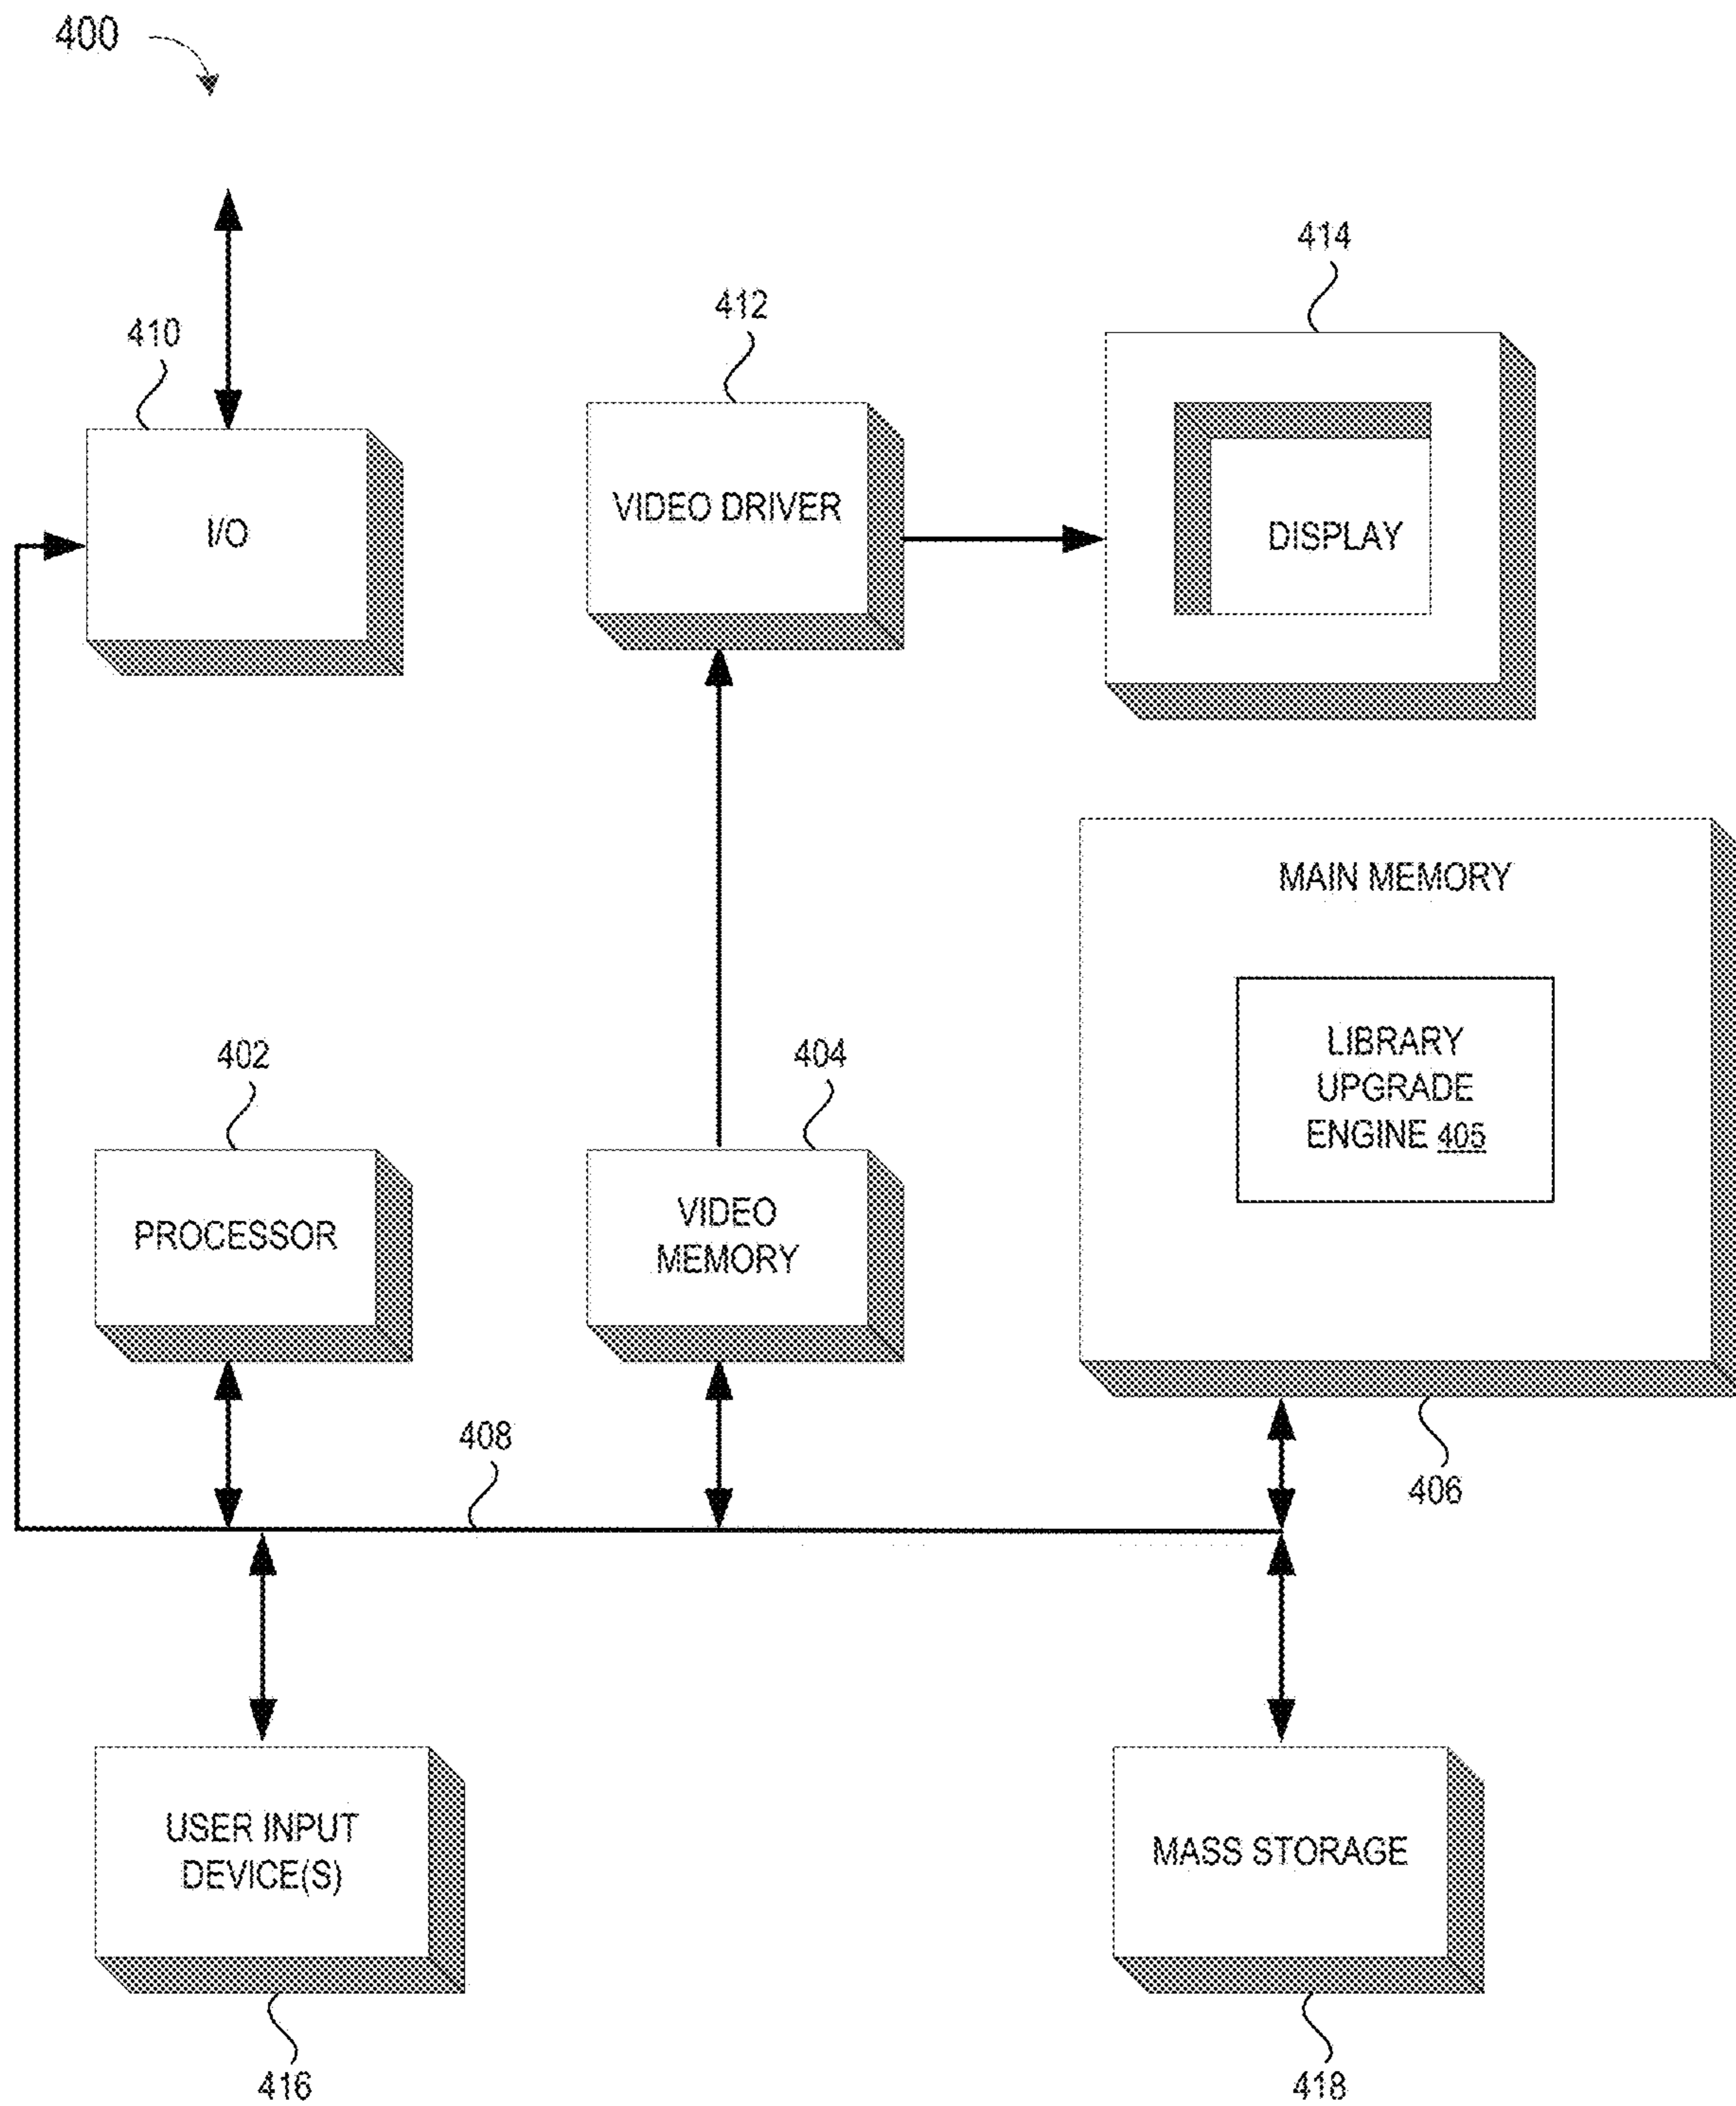 400
414
412
410
I/O
VIDEO DRIVER
DISPLAY
MAIN MEMORY
LIBRARY
UPGRADE
ENGINE 405
402
404
PROCESSOR
VIDEO
MEMORY
408
406
USER INPUT
DEVICE(S)
MASS STORAGE
416
418